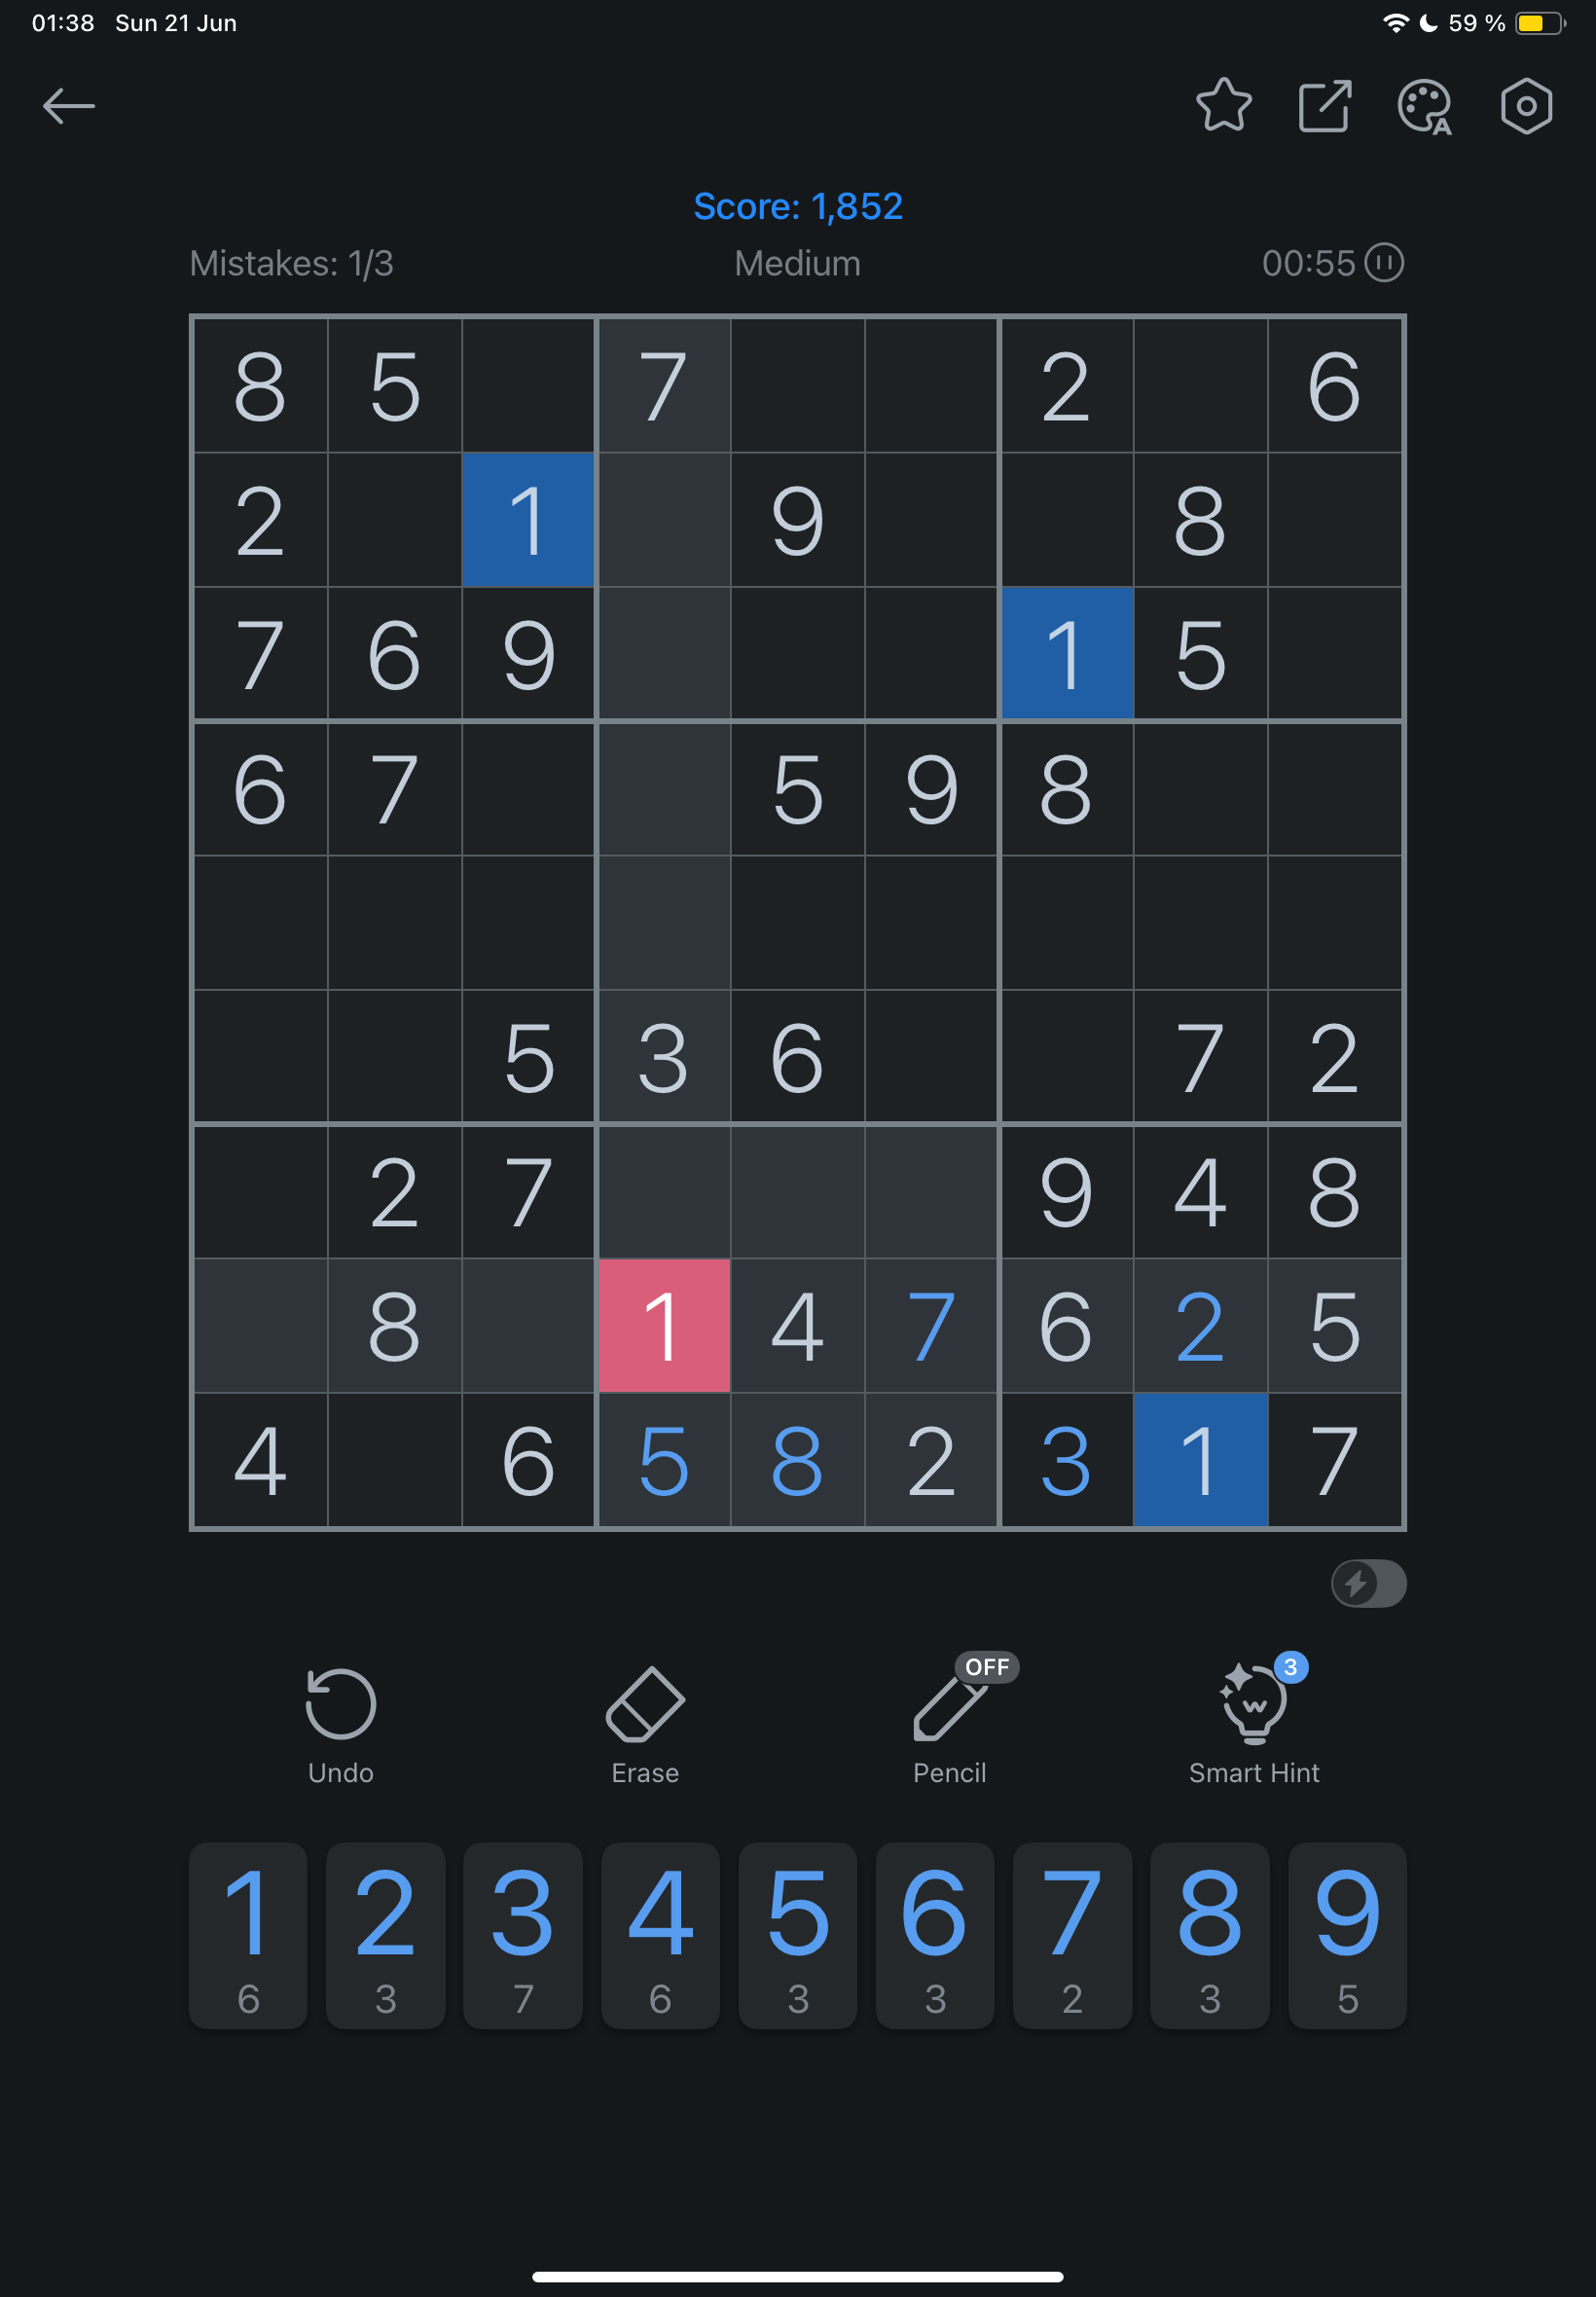 01:38 Sun 21 Jun 59 %
A
Score: 1,852
Mistakes: 1/3 Medium 00:55
8 5 7 2 6
2 1 9 8
7 6 9 1 5
6 7 5 9 8
5 3 6 7 2
2 7 9 4 8
8 1 4 7 6 2 5
4 6 5 8 2 3 1 7
OFF 3
Undo Erase Pencil Smart Hint
1 2 3 4 5 6 7 8 9
6 3 7 6 3 3 2 3 5